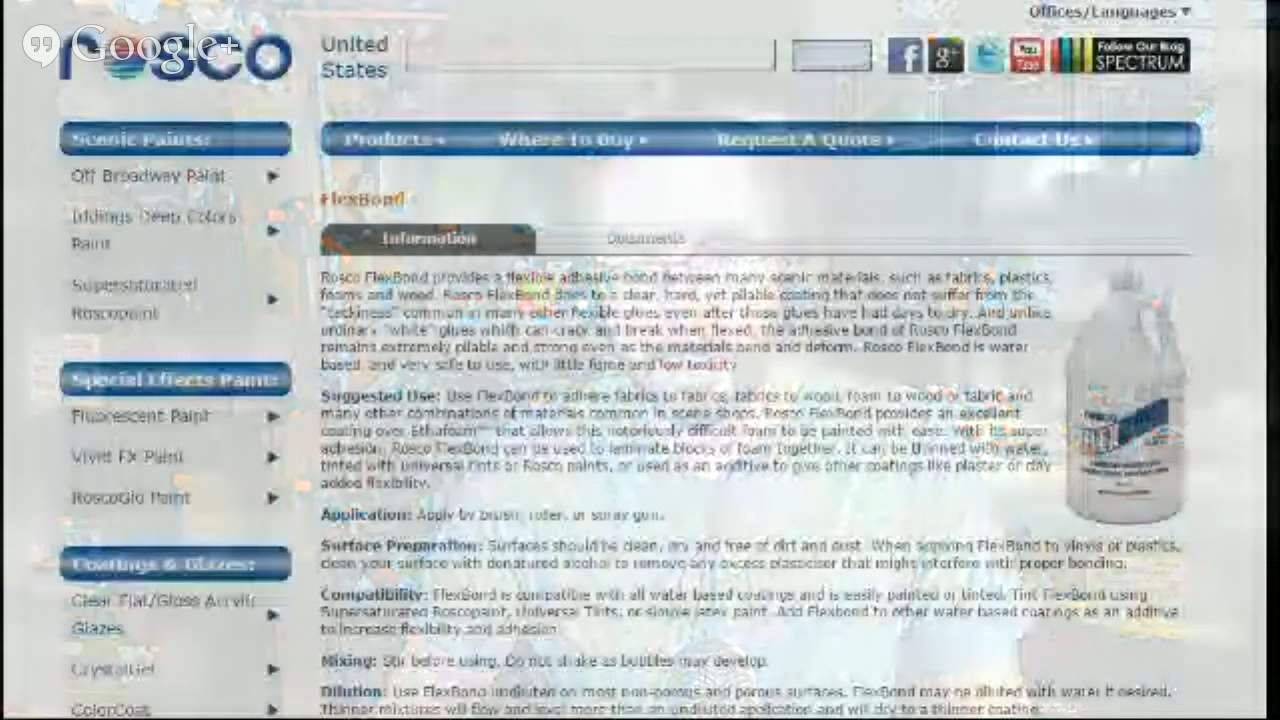 Offices/Languages
Google+
rosco
United States
Follow Our Blog
SPECTRUM
You
f
g+
Scenic Paints:
Off Broadway Paint
Iddings Deep Colors Paint
Supersaturated Roscopaint
Special Effects Paint:
Fluorescent Paint
Vivid FX Paint
RoscoGlo Paint
Coatings & Glazes:
Clear Flat/Gloss Acrylic Glazes
CrystalGel
ColorCoat
Products
Where To Buy
Request A Quote
Contact Us
FlexBond
Information
Documents
Rosco FlexBond provides a flexible adhesive bond between many scenic materials, such as fabrics, plastics,
foams and wood. Rosco FlexBond dries to a clear, hard, yet pliable coating that does not suffer from the
"tackiness" common in many other flexible glues even after those glues have had days to dry. And unlike
ordinary "white" glues which can crack and break when flexed, the adhesive bond of Rosco FlexBond
remains extremely pliable and strong even as the materials bend and deform. Rosco FlexBond is water
based, and very safe to use, with little fume and low toxicity
Suggested Use: Use FlexBond to adhere fabrics to fabrics, fabrics to wood, foam to wood or fabric and
many other combinations of materials common in scene shops. Rosco FlexBond provides an excellent
coating over Ethafoam™ that allows this notoriously difficult foam to be painted with ease. With its super
adhesion, Rosco FlexBond can be used to laminate blocks of foam together. It can be thinned with water,
tinted with universal tints or Rosco paints, or used as an additive to give other coatings like plaster or clay
added flexibility.
Application: Apply by brush, roller, or spray gun.
Surface Preparation: Surfaces should be clean, dry and free of dirt and dust. When applying FlexBond to vinyls or plastics,
clean your surface with denatured alcohol to remove any excess plasticiser that might interfere with proper bonding.
Compatibility: FlexBond is compatible with all water based coatings and is easily painted or tinted. Tint FlexBond using
Supersaturated Roscopaint, Universal Tints, or simple latex paint. Add Flexbond to other water based coatings as an additive
to increase flexibility and adhesion
Mixing: Stir before using. Do not shake as bubbles may develop.
Dilution: Use FlexBond undiluted on most non-porous and porous surfaces. FlexBond may be diluted with water if desired.
Thinner mixtures will flow and level more than an undiluted application and will dry to a thinner coating.